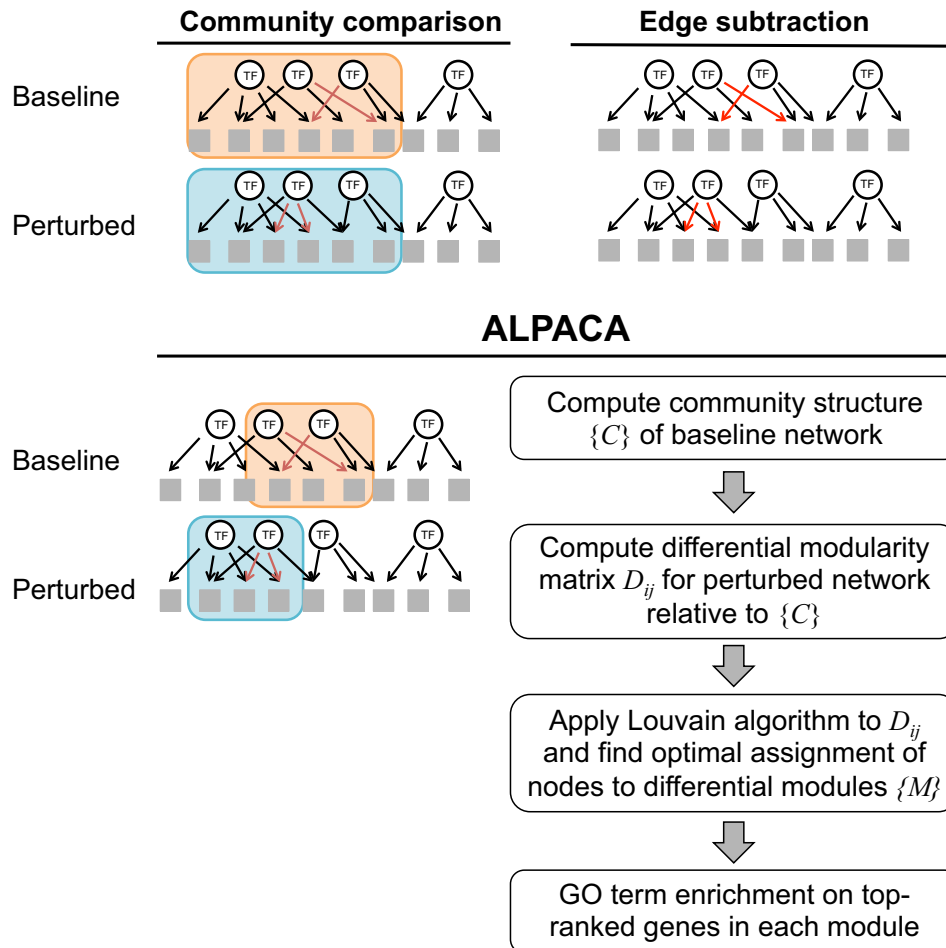 Community comparison
Edge subtraction
Baseline
TF TF TF TF
TF TF TF TF
Perturbed
TF TF TF TF
TF TF TF TF
ALPACA
Baseline
TF TF TF TF
Perturbed
TF TF TF TF
Compute community structure
{C} of baseline network
Compute differential modularity
matrix D_ij for perturbed network
relative to {C}
Apply Louvain algorithm to D_ij
and find optimal assignment of
nodes to differential modules {M}
GO term enrichment on top-
ranked genes in each module